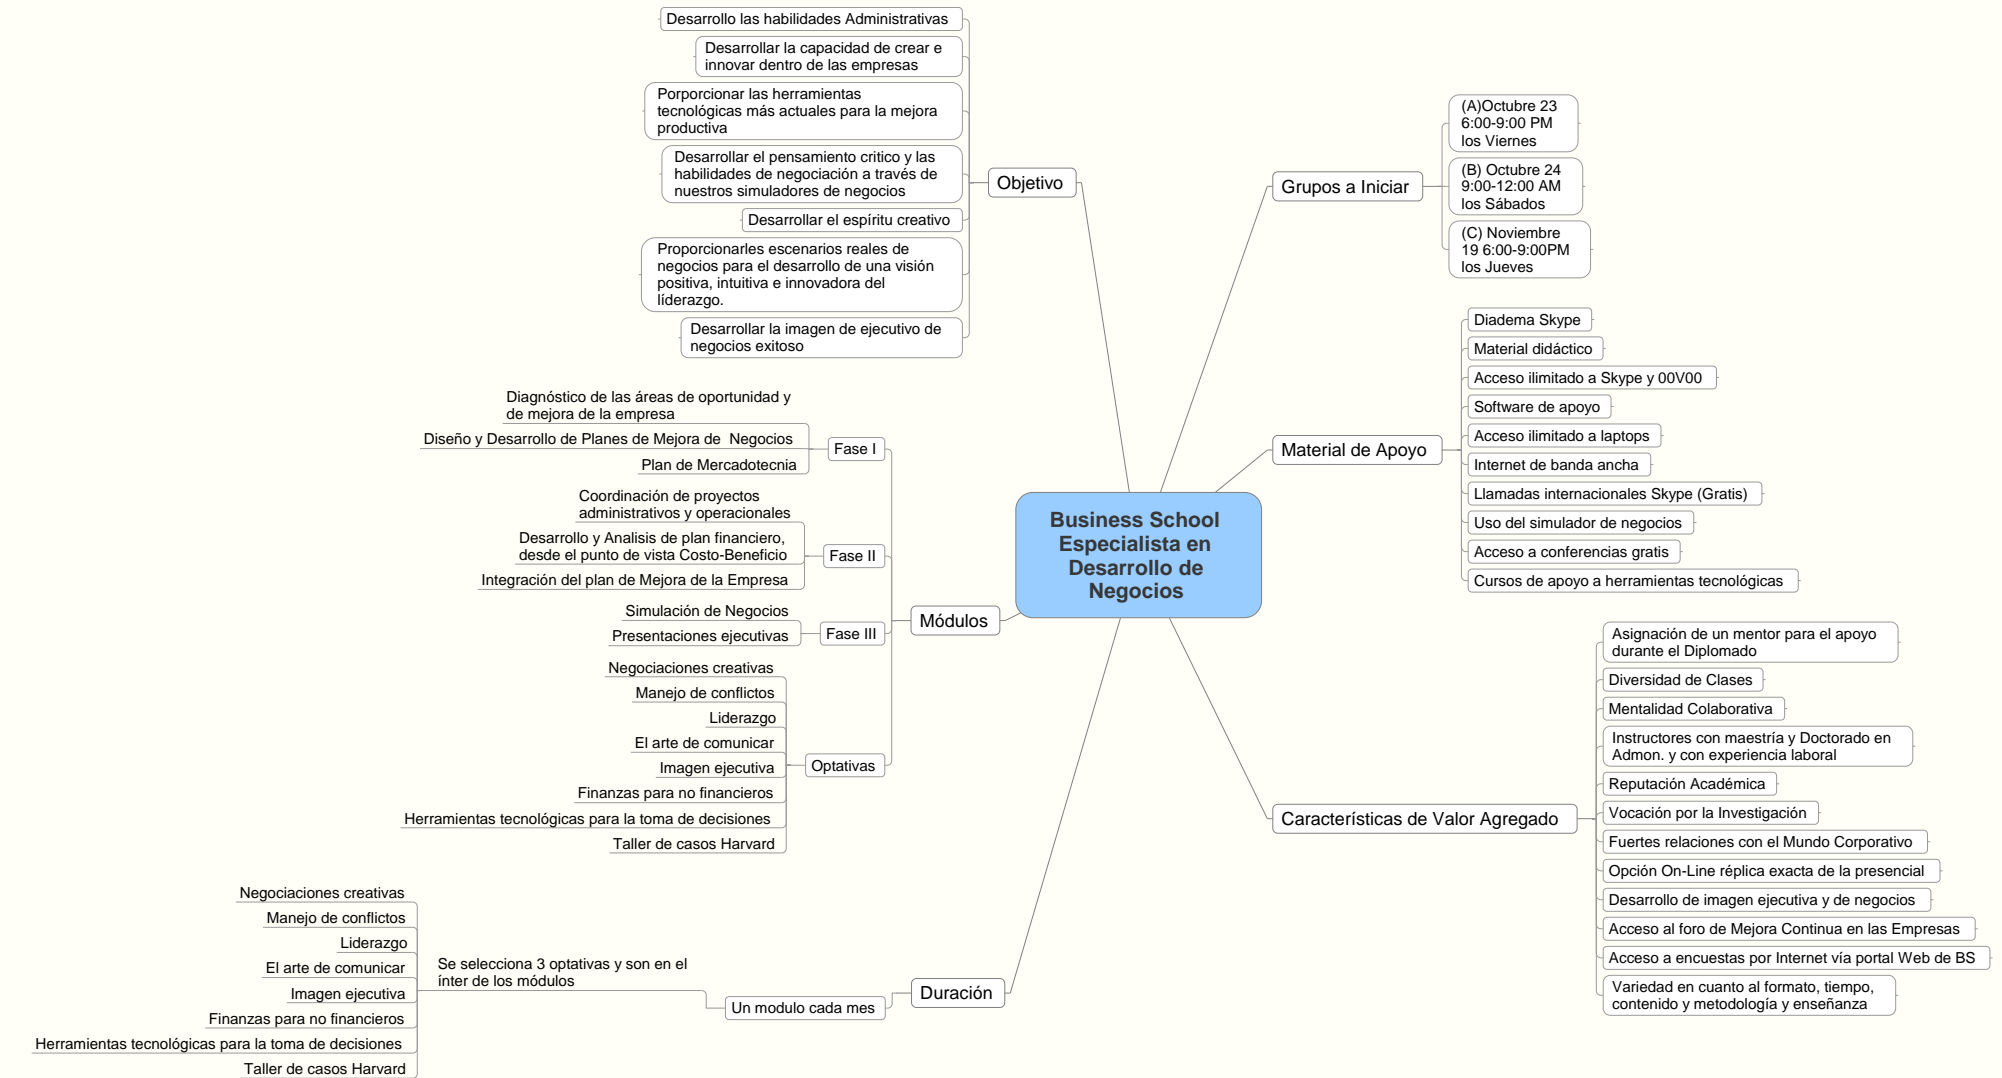 Business School
Especialista en
Desarrollo de
Negocios
Objetivo
Desarrollo las habilidades Administrativas
Desarrollar la capacidad de crear e
innovar dentro de las empresas
Porporcionar las herramientas
tecnológicas más actuales para la mejora
productiva
Desarrollar el pensamiento critico y las
habilidades de negociación a través de
nuestros simuladores de negocios
Desarrollar el espíritu creativo
Proporcionarles escenarios reales de
negocios para el desarrollo de una visión
positiva, intuitiva e innovadora del
líderazgo.
Desarrollar la imagen de ejecutivo de
negocios exitoso
Módulos
Fase I
Diagnóstico de las áreas de oportunidad y
de mejora de la empresa
Diseño y Desarrollo de Planes de Mejora de  Negocios
Plan de Mercadotecnia
Fase II
Coordinación de proyectos
administrativos y operacionales
Desarrollo y Analisis de plan financiero,
desde el punto de vista Costo-Beneficio
Integración del plan de Mejora de la Empresa
Fase III
Simulación de Negocios
Presentaciones ejecutivas
Optativas
Negociaciones creativas
Manejo de conflictos
Liderazgo
El arte de comunicar
Imagen ejecutiva
Finanzas para no financieros
Herramientas tecnológicas para la toma de decisiones
Taller de casos Harvard
Duración
Un modulo cada mes
Se selecciona 3 optativas y son en el
ínter de los módulos
Negociaciones creativas
Manejo de conflictos
Liderazgo
El arte de comunicar
Imagen ejecutiva
Finanzas para no financieros
Herramientas tecnológicas para la toma de decisiones
Taller de casos Harvard
Grupos a Iniciar
(A)Octubre 23
6:00-9:00 PM
los Viernes
(B) Octubre 24
9:00-12:00 AM
los Sábados
(C) Noviembre
19 6:00-9:00PM
los Jueves
Material de Apoyo
Diadema Skype
Material didáctico
Acceso ilimitado a Skype y 00V00
Software de apoyo
Acceso ilimitado a laptops
Internet de banda ancha
Llamadas internacionales Skype (Gratis)
Uso del simulador de negocios
Acceso a conferencias gratis
Cursos de apoyo a herramientas tecnológicas
Características de Valor Agregado
Asignación de un mentor para el apoyo
durante el Diplomado
Diversidad de Clases
Mentalidad Colaborativa
Instructores con maestría y Doctorado en
Admon. y con experiencia laboral
Reputación Académica
Vocación por la Investigación
Fuertes relaciones con el Mundo Corporativo
Opción On-Line réplica exacta de la presencial
Desarrollo de imagen ejecutiva y de negocios
Acceso al foro de Mejora Continua en las Empresas
Acceso a encuestas por Internet vía portal Web de BS
Variedad en cuanto al formato, tiempo,
contenido y metodología y enseñanza